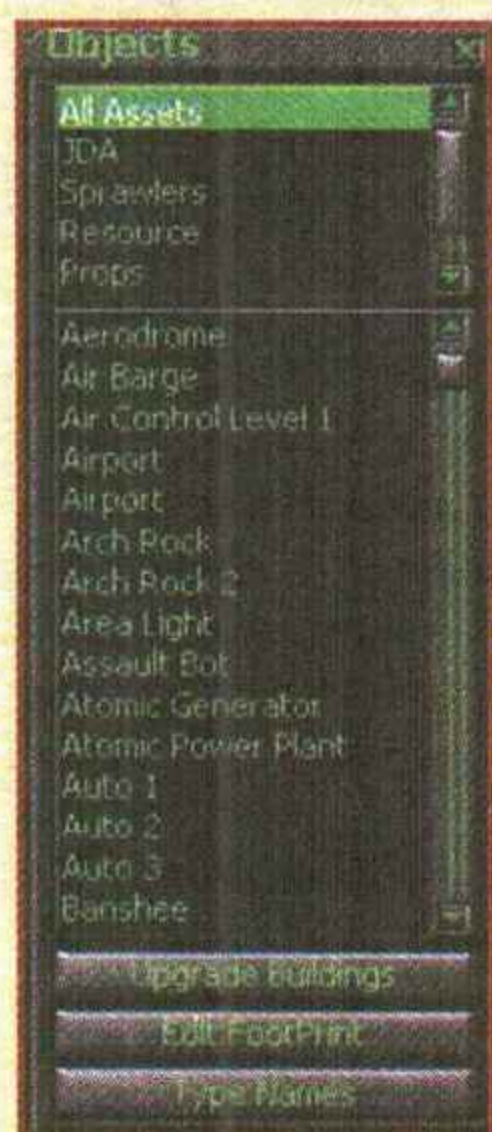 Objects
All Assets
JDA
Sprawlers
Resource
Props
Aerodrome
Air Barge
Air Control Level 1
Airport
Airport
Arch Rock
Arch Rock 2
Area Light
Assault Bot
Atomic Generator
Atomic Power Plant
Auto 1
Auto 2
Auto 3
Banshee
Upgrade Buildings
Edit FootPrint
Type Names